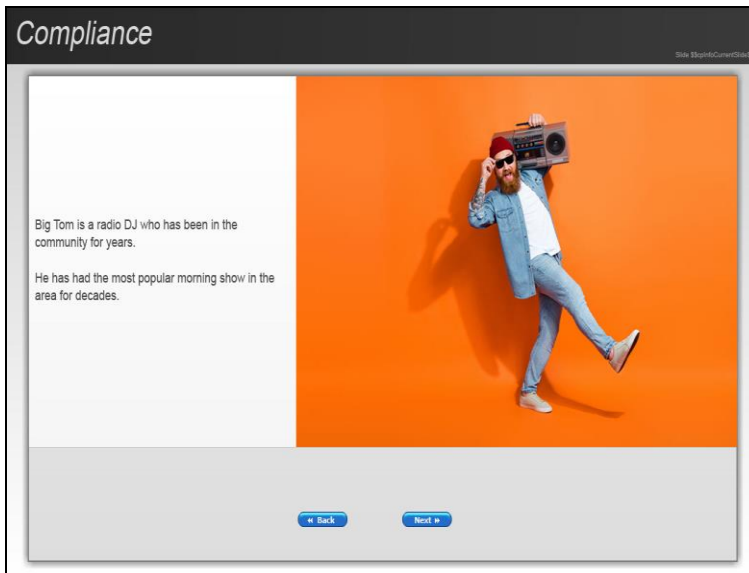 Compliance
Slide $$cpInfoCurrentSlide$
Big Tom is a radio DJ who has been in the
community for years.
He has had the most popular morning show in the
area for decades.
Back
Next